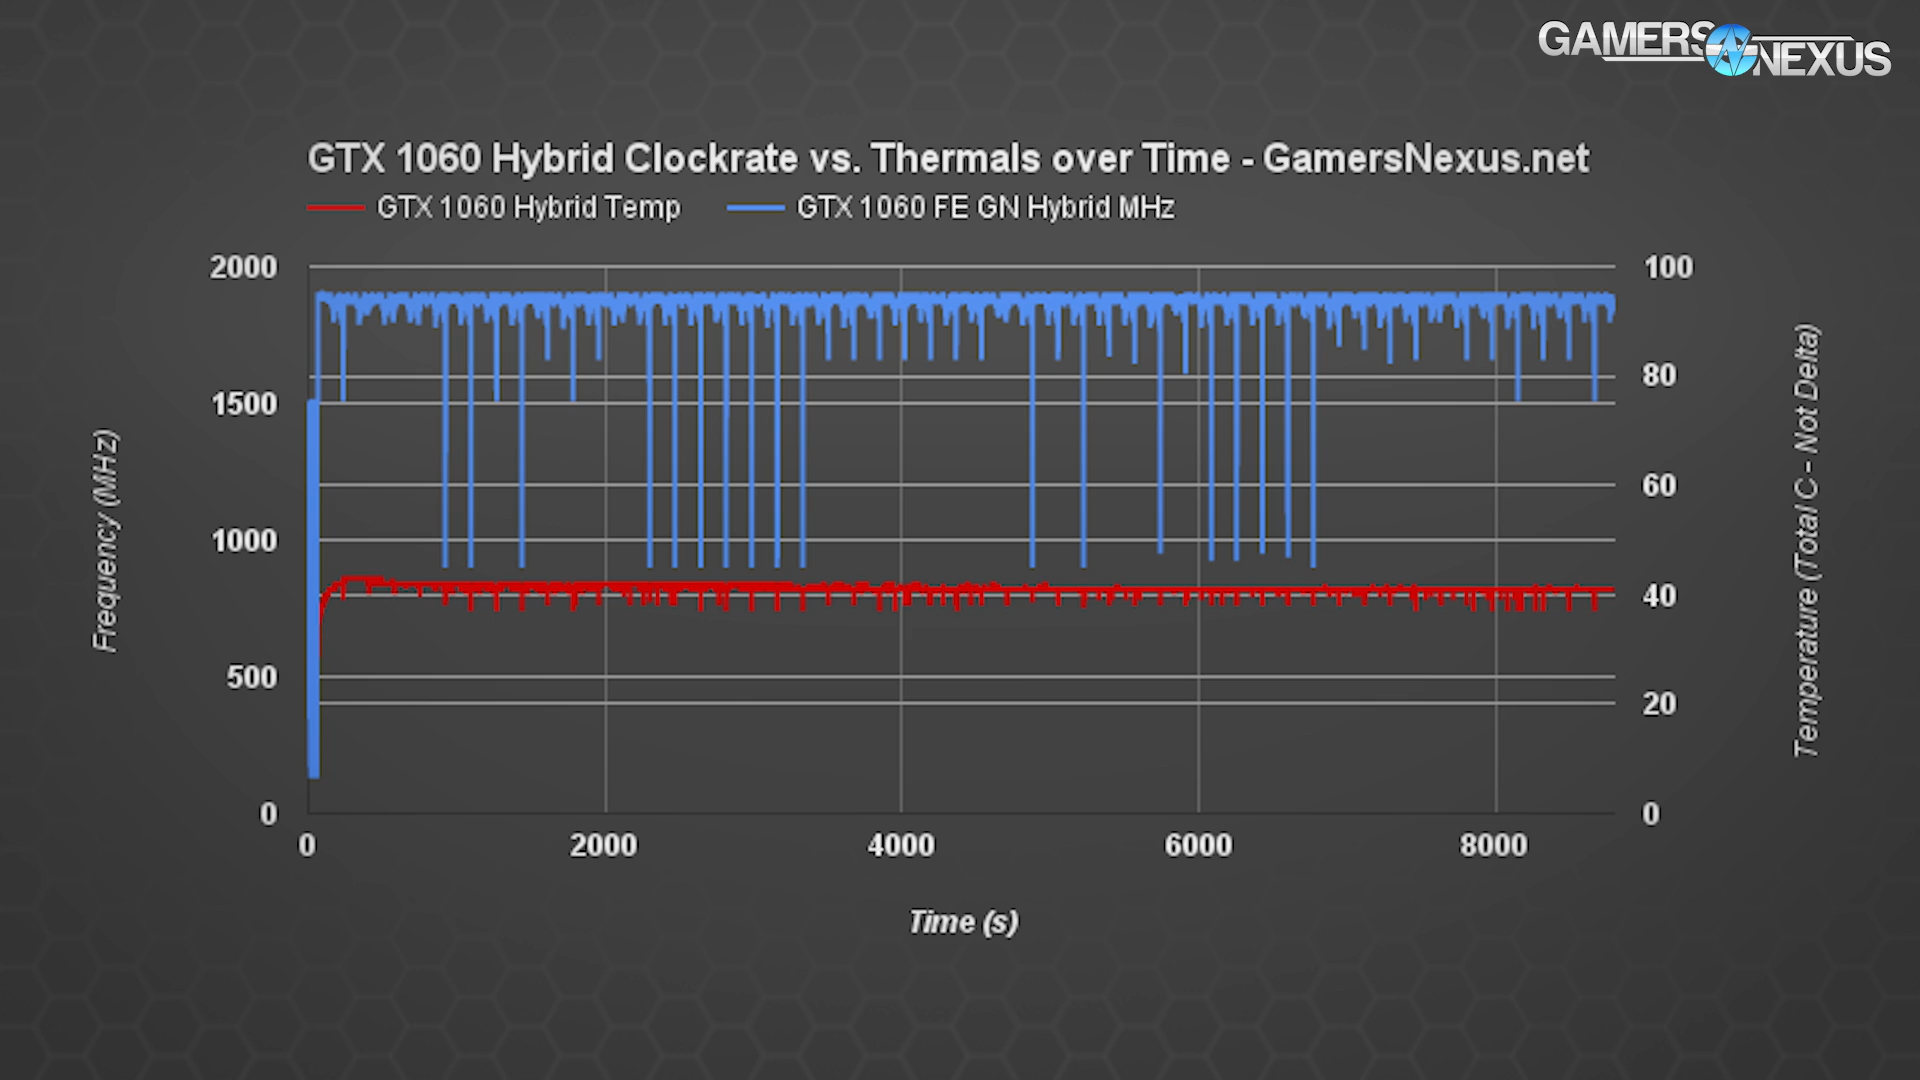 GAMERS NEXUS
GTX 1060 Hybrid Clockrate vs. Thermals over Time - GamersNexus.net
GTX 1060 Hybrid Temp
GTX 1060 FE GN Hybrid MHz
2000
1500
1000
500
0
Frequency (MHz)
100
80
60
40
20
0
Temperature (Total C - Not Delta)
0 2000 4000 6000 8000
Time (s)